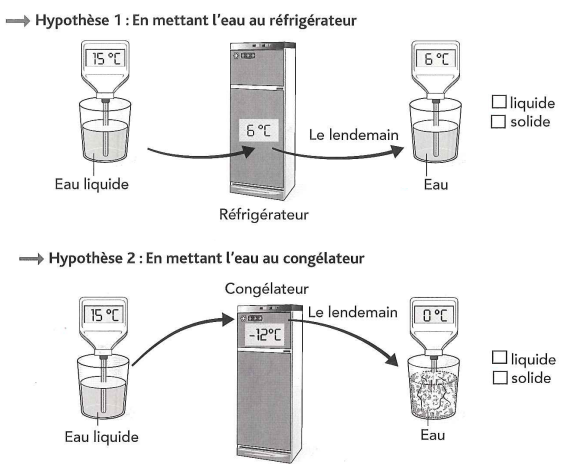 Hypothèse 1 : En mettant l'eau au réfrigérateur
15 °C
6 °C
6 °C
liquide
solide
Le lendemain
Eau liquide
Eau
Réfrigérateur
Hypothèse 2 : En mettant l'eau au congélateur
Congélateur
Le lendemain
15 °C
-12°C
0 °C
liquide
solide
Eau liquide
Eau